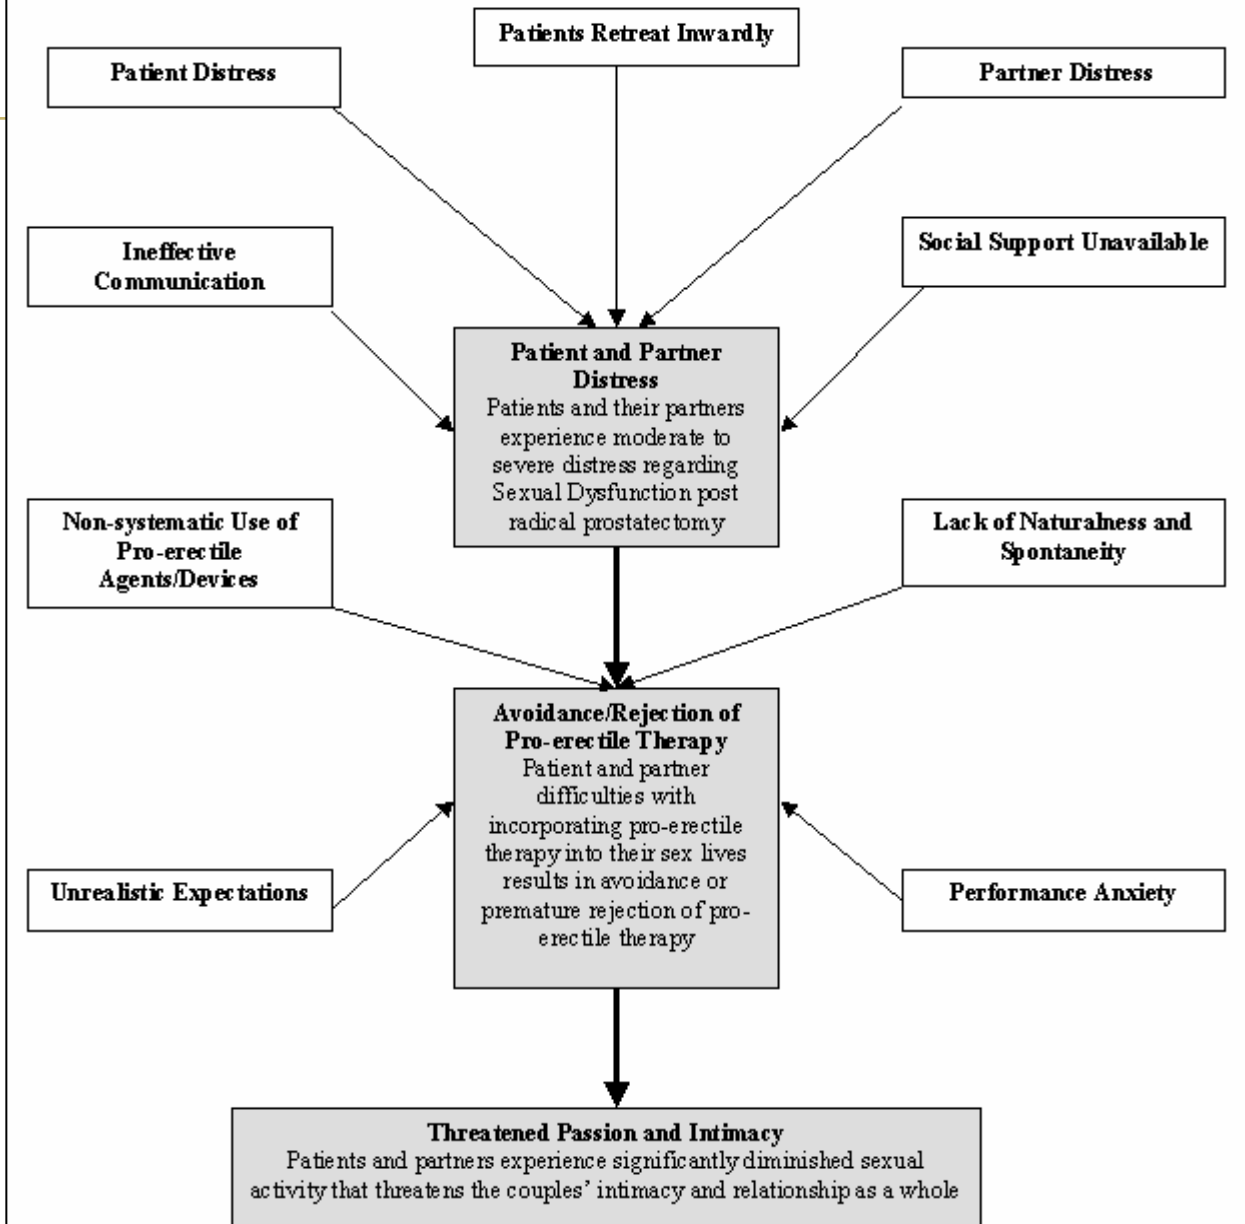 Patients Retreat Inwardly
Patient Distress
Partner Distress
Ineffective
Communication
Social Support Unavailable
Patient and Partner
Distress
Patients and their partners
experience moderate to
severe distress regarding
Sexual Dysfunction post
radical prostatectomy
Non-systematic Use of
Pro-erectile
Agents/Devices
Lack of Naturalness and
Spontaneity
Avoidance/Rejection of
Pro-erectile Therapy
Patient and partner
difficulties with
incorporating pro-erectile
therapy into their sex lives
results in avoidance or
premature rejection of pro-
erectile therapy
Unrealistic Expectations
Performance Anxiety
Threatened Passion and Intimacy
Patients and partners experience significantly diminished sexual
activity that threatens the couples’ intimacy and relationship as a whole